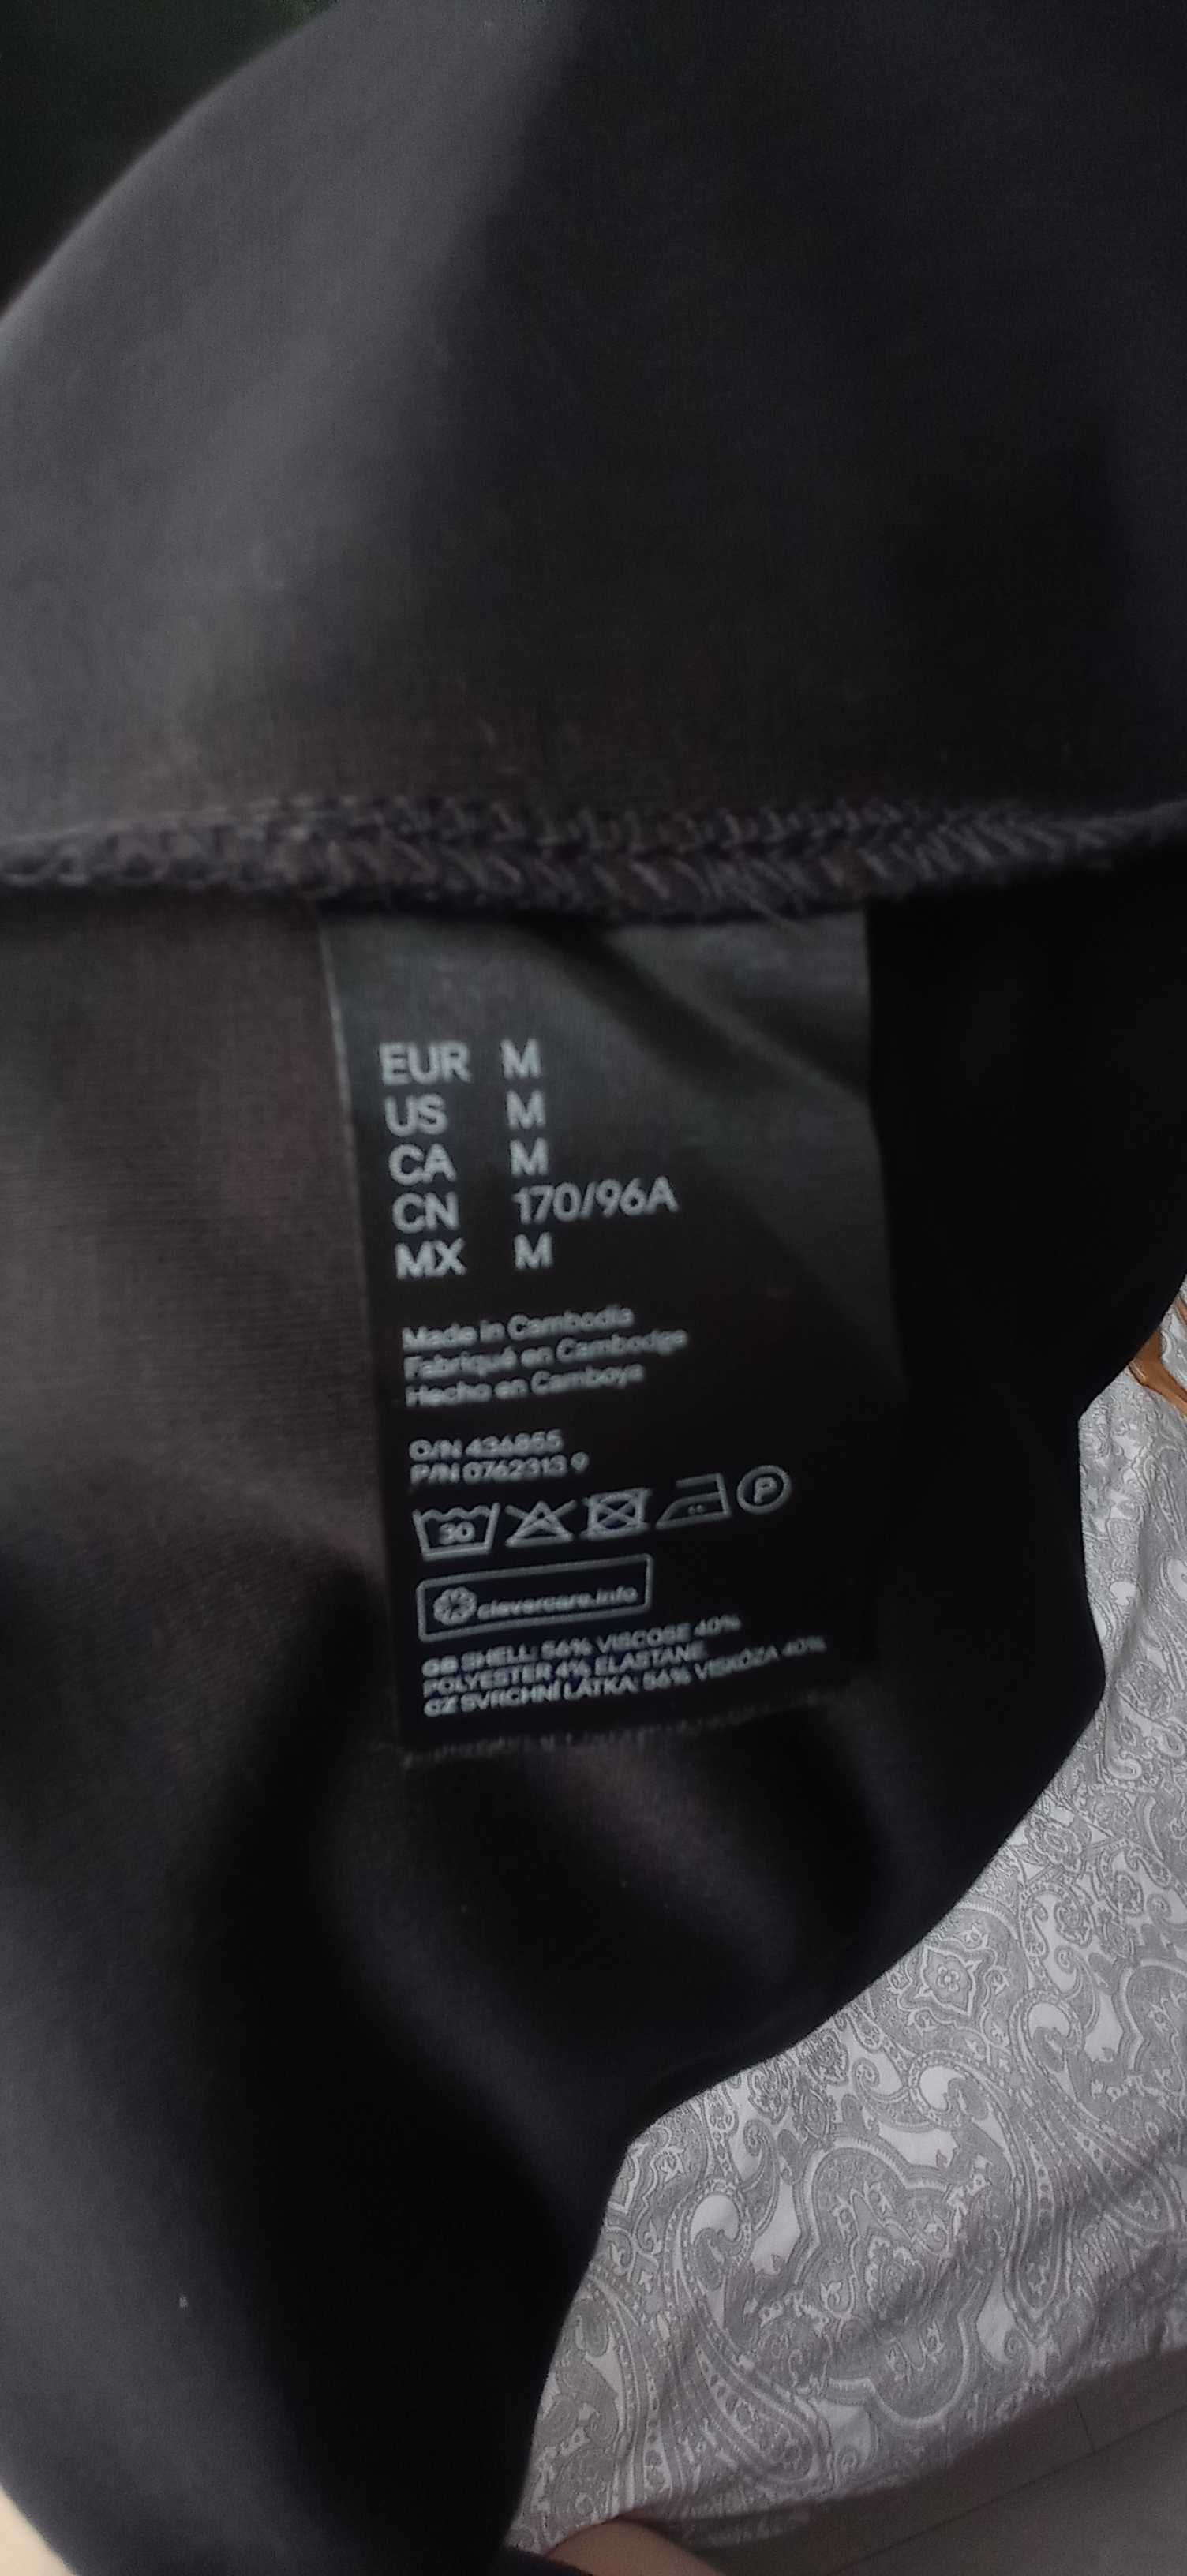 EUR M
US M
CA M
CN 170/96A
MX M
Made in Cambodia
Fabriqué en Cambodge
Hecho en Camboya
O/N 436855
P/N 0762313 9
30 P
clevercare.info
GB SHELL: 56% VISCOSE 40%
POLYESTER 4% ELASTANE
CZ SVRCHNÍ LÁTKA: 56% VISKÓZA 40%